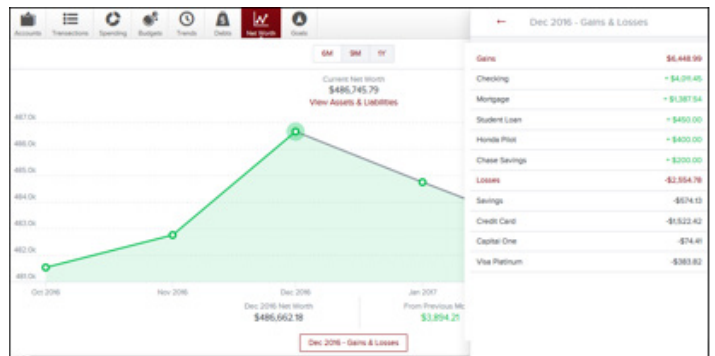 Accounts Transactions Spending Budgets Trends Debts Net Worth Goals
6M 9M 1Y
Current Net Worth
$486,745.79
View Assets & Liabilities
487.0k
486.0k
485.0k
484.0k
483.0k
482.0k
481.0k
Oct 2016 Nov 2016 Dec 2016 Jan 2017
Dec 2016 Net Worth From Previous Mo
$486,662.18 $3,894.21
Dec 2016 - Gains & Losses
← Dec 2016 - Gains & Losses
Gains $6,448.99
Checking + $4,011.45
Mortgage + $1,387.54
Student Loan + $450.00
Honda Pilot + $400.00
Chase Savings + $200.00
Losses -$2,554.78
Savings -$574.13
Credit Card -$1,522.42
Capital One -$74.41
Visa Platinum -$383.82